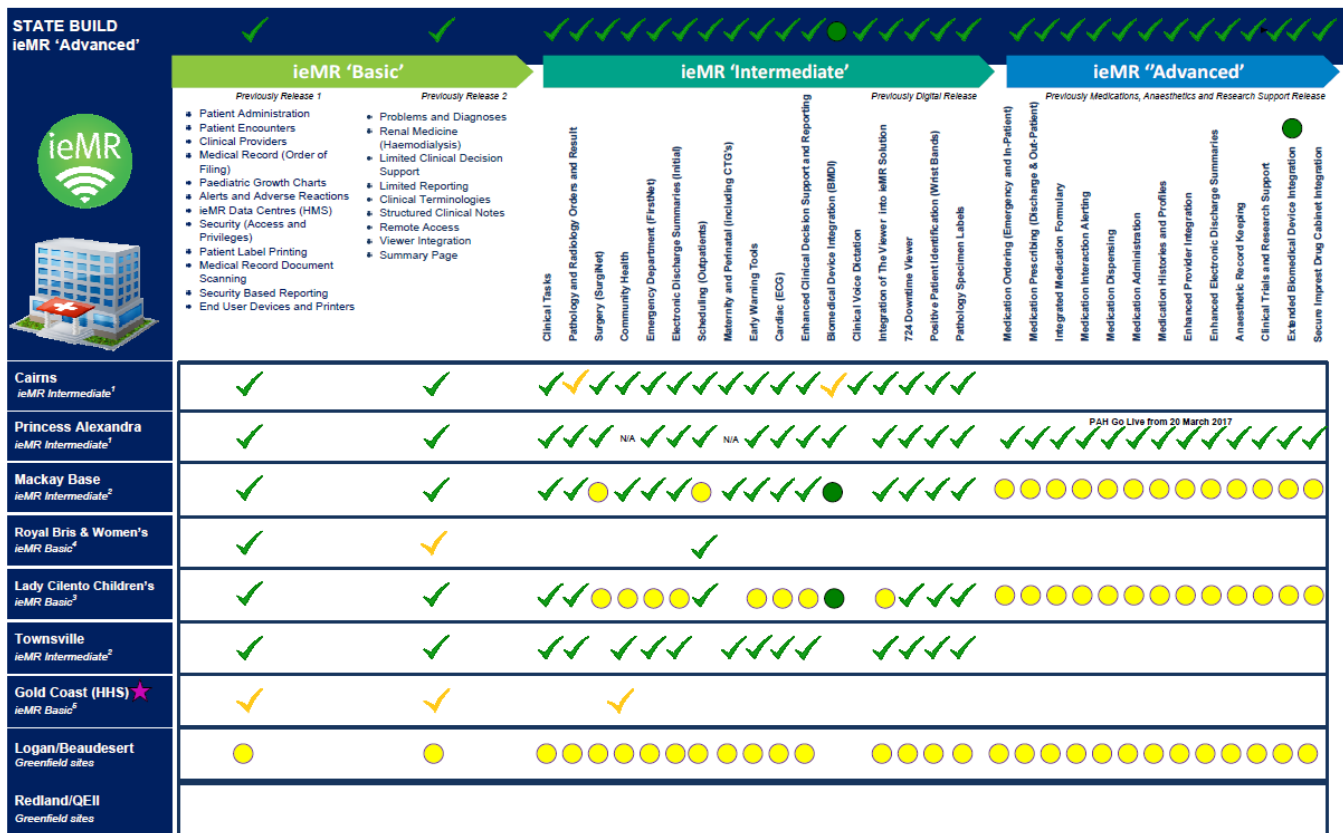 STATE BUILD
ieMR 'Advanced'
ieMR 'Basic'
ieMR 'Intermediate'
ieMR ''Advanced'
Previously Release 1
Previously Release 2
Previously Digital Release
Previously Medications, Anaesthetics and Research Support Release
ieMR
Patient Administration
Patient Encounters
Clinical Providers
Medical Record (Order of
Filing)
Paediatric Growth Charts
Alerts and Adverse Reactions
ieMR Data Centres (HMS)
Security (Access and
Privileges)
Patient Label Printing
Medical Record Document
Scanning
Security Based Reporting
End User Devices and Printers
Problems and Diagnoses
Renal Medicine
(Haemodialysis)
Limited Clinical Decision
Support
Limited Reporting
Clinical Terminologies
Structured Clinical Notes
Remote Access
Viewer Integration
Summary Page
Clinical Tasks
Pathology and Radiology Orders and Result
Surgery (SurgiNet)
Community Health
Emergency Department (FirstNet)
Electronic Discharge Summaries (Initial)
Scheduling (Outpatients)
Maternity and Perinatal (including CTG's)
Early Warning Tools
Cardiac (ECG)
Enhanced Clinical Decision Support and Reporting
Biomedical Device Integration (BMDI)
Clinical Voice Dictation
Integration of The Viewer into ieMR Solution
724 Downtime Viewer
Positive Patient Identification (Wrist Bands)
Pathology Specimen Labels
Medication Ordering (Emergency and In-Patient)
Medication Prescribing (Discharge & Out-Patient)
Integrated Medication Formulary
Medication Interaction Alerting
Medication Dispensing
Medication Administration
Medication Histories and Profiles
Enhanced Provider Integration
Enhanced Electronic Discharge Summaries
Anaesthetic Record Keeping
Clinical Trials and Research Support
Extended Biomedical Device Integration
Secure Imprest Drug Cabinet Integration
Cairns
ieMR Intermediate1
Princess Alexandra
ieMR Intermediate1
N/A
N/A
PAH Go Live from 20 March 2017
Mackay Base
ieMR Intermediate2
Royal Bris & Women's
ieMR Basic4
Lady Cilento Children's
ieMR Basic3
Townsville
ieMR Intermediate2
Gold Coast (HHS)
ieMR Basic5
Logan/Beaudesert
Greenfield sites
Redland/QEII
Greenfield sites